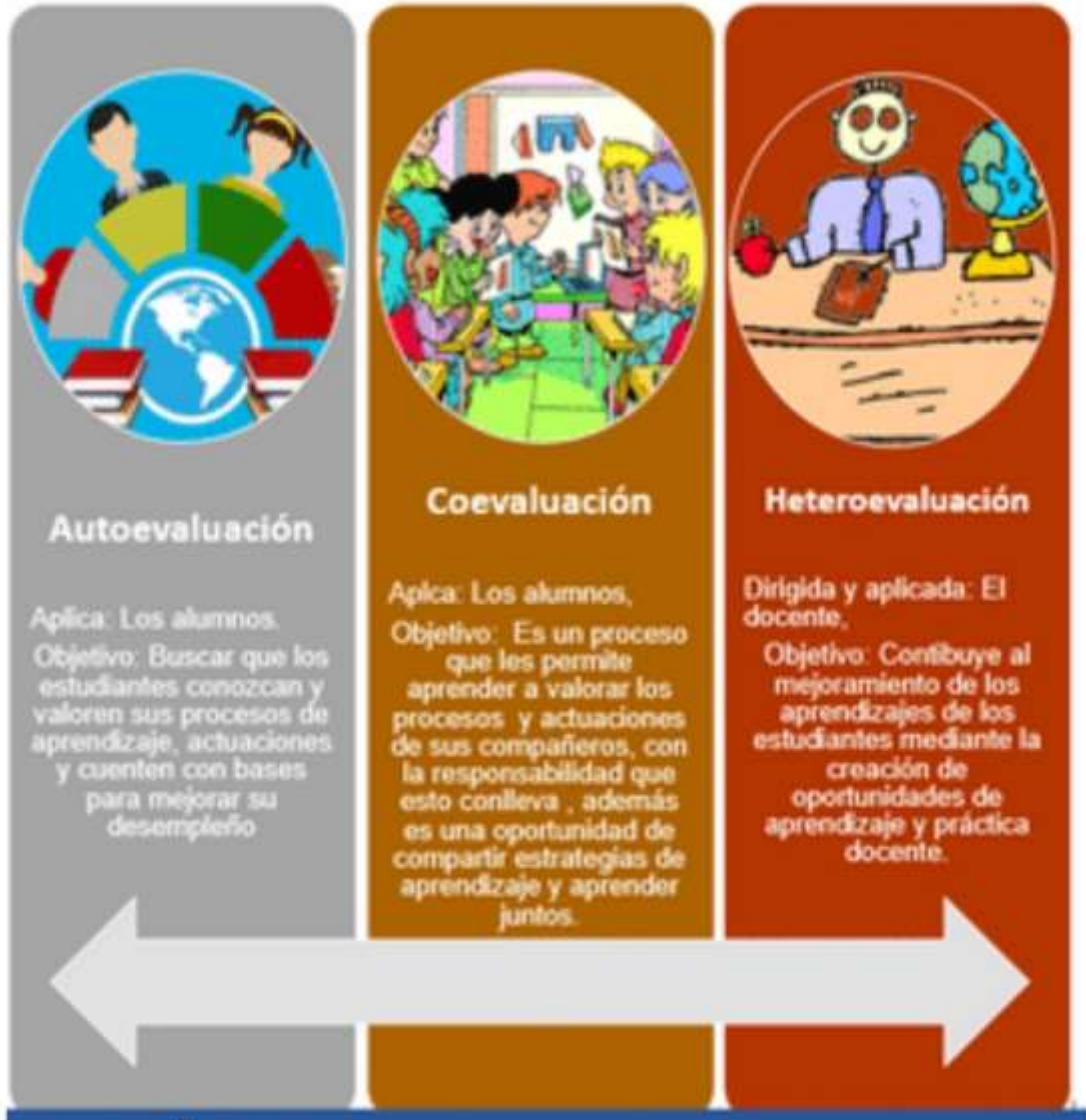 Autoevaluación
Aplica: Los alumnos.
Objetivo: Buscar que los
estudiantes conozcan y
valoren sus procesos de
aprendizaje, actuaciones
y cuenten con bases
para mejorar su
desempleño
Coevaluación
Aplca: Los alumnos,
Objetivo: Es un proceso
que les permite
aprender a valorar los
procesos y actuaciones
de sus compañeros, con
la responsabilidad que
esto conlleva , además
es una oportunidad de
compartir estrategias de
aprendizaje y aprender
juntos.
Heteroevaluación
Dirigida y aplicada: El
docente,
Objetivo: Contibuye al
mejoramiento de los
aprendizajes de los
estudiantes mediante la
creación de
oportunidades de
aprendizaje y práctica
docente.